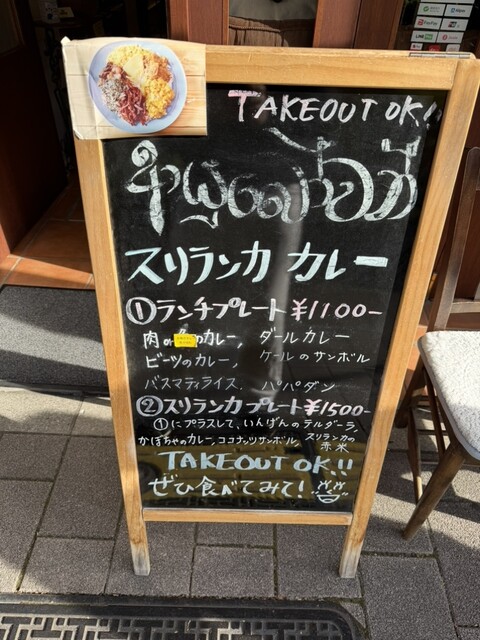 TAKEOUT OK!!
スリランカ カレー
①ランチプレート ¥1100-
肉or のカレー, ダールカレー
ビーツのカレー, ケールのサンボル
バスマティライス, パパダン
②スリランカプレート ¥1500-
①にプラスして、いんげんのテルダーラ,
かぼちゃのカレー, ココナッツサンボル, スリランカの赤米
TAKEOUT OK!!
ぜひ食べてみて!